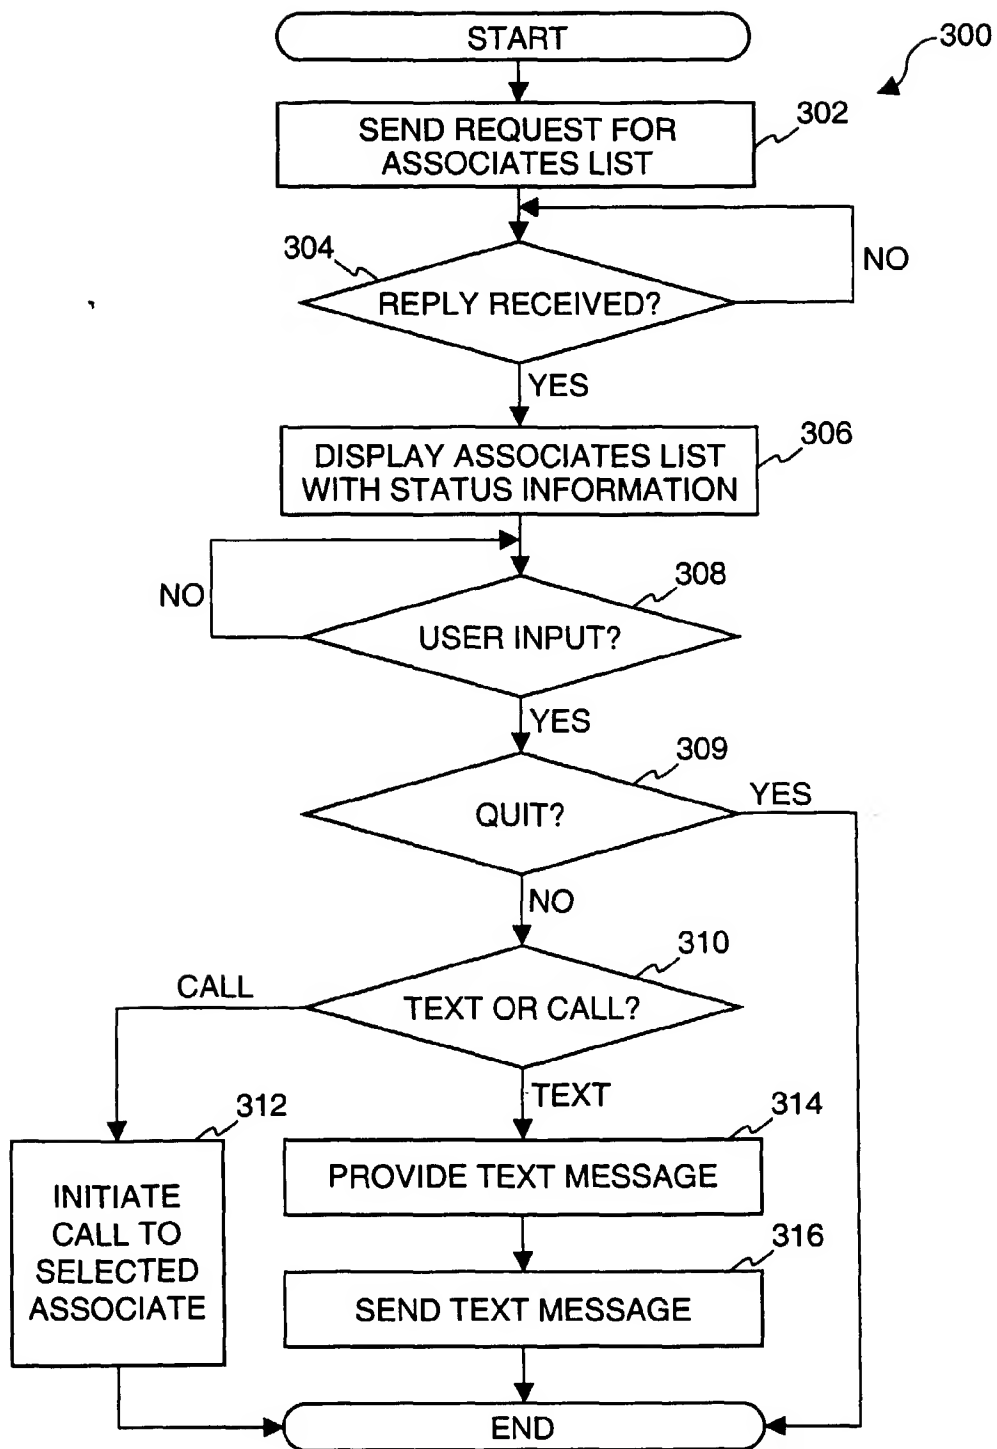 START
300
SEND REQUEST FOR
ASSOCIATES LIST
302
304
REPLY RECEIVED?
NO
YES
DISPLAY ASSOCIATES LIST
WITH STATUS INFORMATION
306
NO
308
USER INPUT?
YES
309
QUIT?
YES
NO
310
CALL
TEXT OR CALL?
TEXT
312
INITIATE
CALL TO
SELECTED
ASSOCIATE
314
PROVIDE TEXT MESSAGE
316
SEND TEXT MESSAGE
END